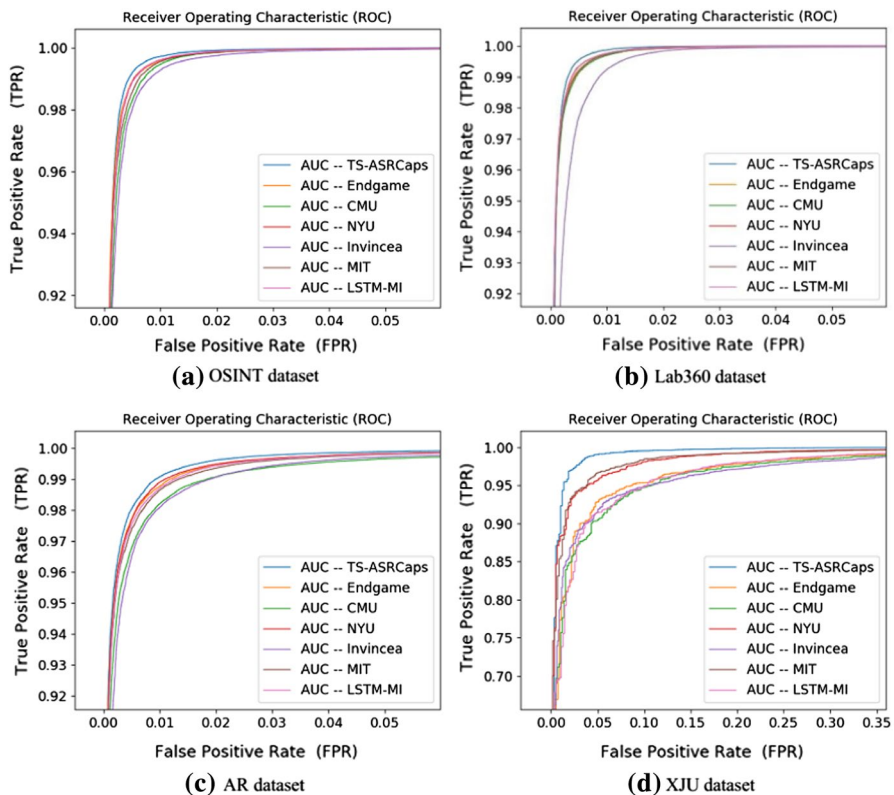 Receiver Operating Characteristic (ROC)
True Positive Rate (TPR)
1.00
0.98
0.96
0.94
0.92
AUC -- TS-ASRCaps
AUC -- Endgame
AUC -- CMU
AUC -- NYU
AUC -- Invincea
AUC -- MIT
AUC -- LSTM-MI
0.00 0.01 0.02 0.03 0.04 0.05
False Positive Rate (FPR)
(a) OSINT dataset
Receiver Operating Characteristic (ROC)
True Positive Rate (TPR)
1.00
0.99
0.98
0.97
0.96
0.95
0.94
0.93
0.92
AUC -- TS-ASRCaps
AUC -- Endgame
AUC -- CMU
AUC -- NYU
AUC -- Invincea
AUC -- MIT
AUC -- LSTM-MI
0.00 0.01 0.02 0.03 0.04 0.05
False Positive Rate (FPR)
(b) Lab360 dataset
Receiver Operating Characteristic (ROC)
True Positive Rate (TPR)
1.00
0.99
0.98
0.97
0.96
0.95
0.94
0.93
0.92
AUC -- TS-ASRCaps
AUC -- Endgame
AUC -- CMU
AUC -- NYU
AUC -- Invincea
AUC -- MIT
AUC -- LSTM-MI
0.00 0.01 0.02 0.03 0.04 0.05
False Positive Rate (FPR)
(c) AR dataset
Receiver Operating Characteristic (ROC)
True Positive Rate (TPR)
1.00
0.95
0.90
0.85
0.80
0.75
0.70
AUC -- TS-ASRCaps
AUC -- Endgame
AUC -- CMU
AUC -- NYU
AUC -- Invincea
AUC -- MIT
AUC -- LSTM-MI
0.00 0.05 0.10 0.15 0.20 0.25 0.30 0.35
False Positive Rate (FPR)
(d) XJU dataset